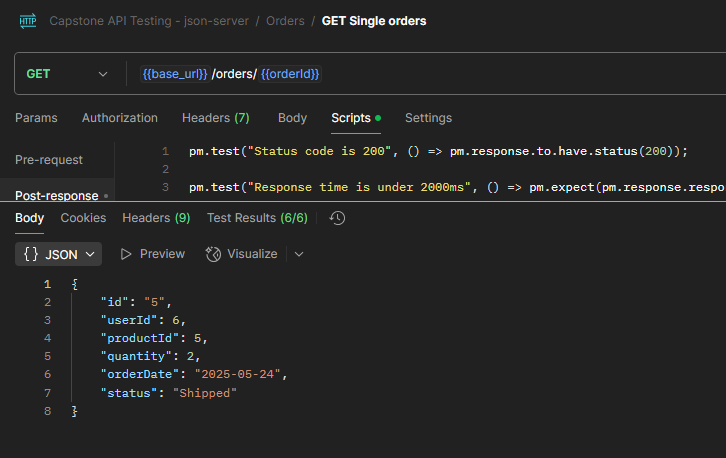 HTTP Capstone API Testing - json-server / Orders / GET Single orders
GET {{base_url}} /orders/ {{orderId}}
Params Authorization Headers (7) Body Scripts Settings
Pre-request
Post-response
1 pm.test("Status code is 200", () => pm.response.to.have.status(200));
2
3 pm.test("Response time is under 2000ms", () => pm.expect(pm.response.respo
Body Cookies Headers (9) Test Results (6/6)
{ } JSON Preview Visualize
1 {
2 "id": "5",
3 "userId": 6,
4 "productId": 5,
5 "quantity": 2,
6 "orderDate": "2025-05-24",
7 "status": "Shipped"
8 }